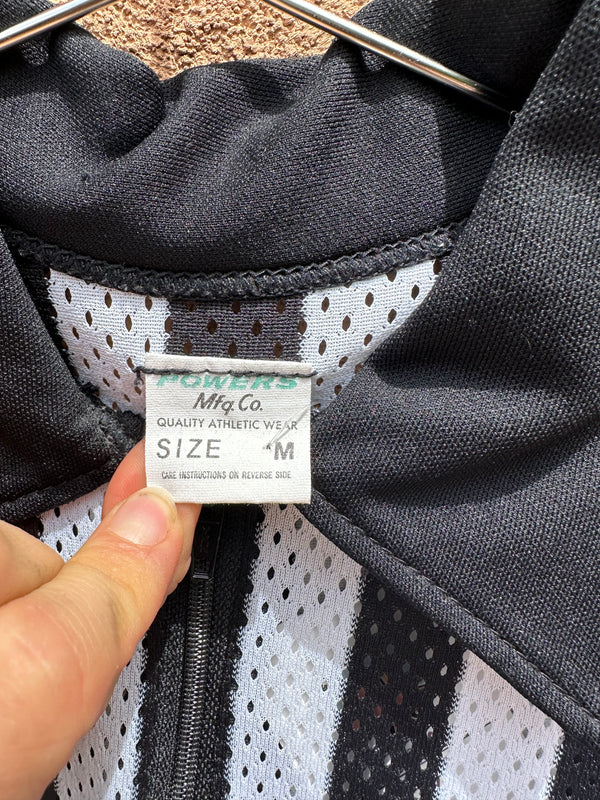 POWERS
Mfg. Co.
QUALITY ATHLETIC WEAR
SIZE M
CARE INSTRUCTIONS ON REVERSE SIDE